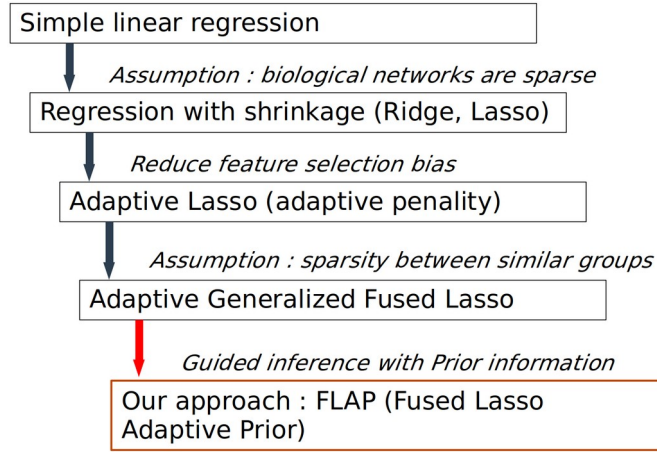 Simple linear regression
Assumption : biological networks are sparse
Regression with shrinkage (Ridge, Lasso)
Reduce feature selection bias
Adaptive Lasso (adaptive penality)
Assumption : sparsity between similar groups
Adaptive Generalized Fused Lasso
Guided inference with Prior information
Our approach : FLAP (Fused Lasso
Adaptive Prior)